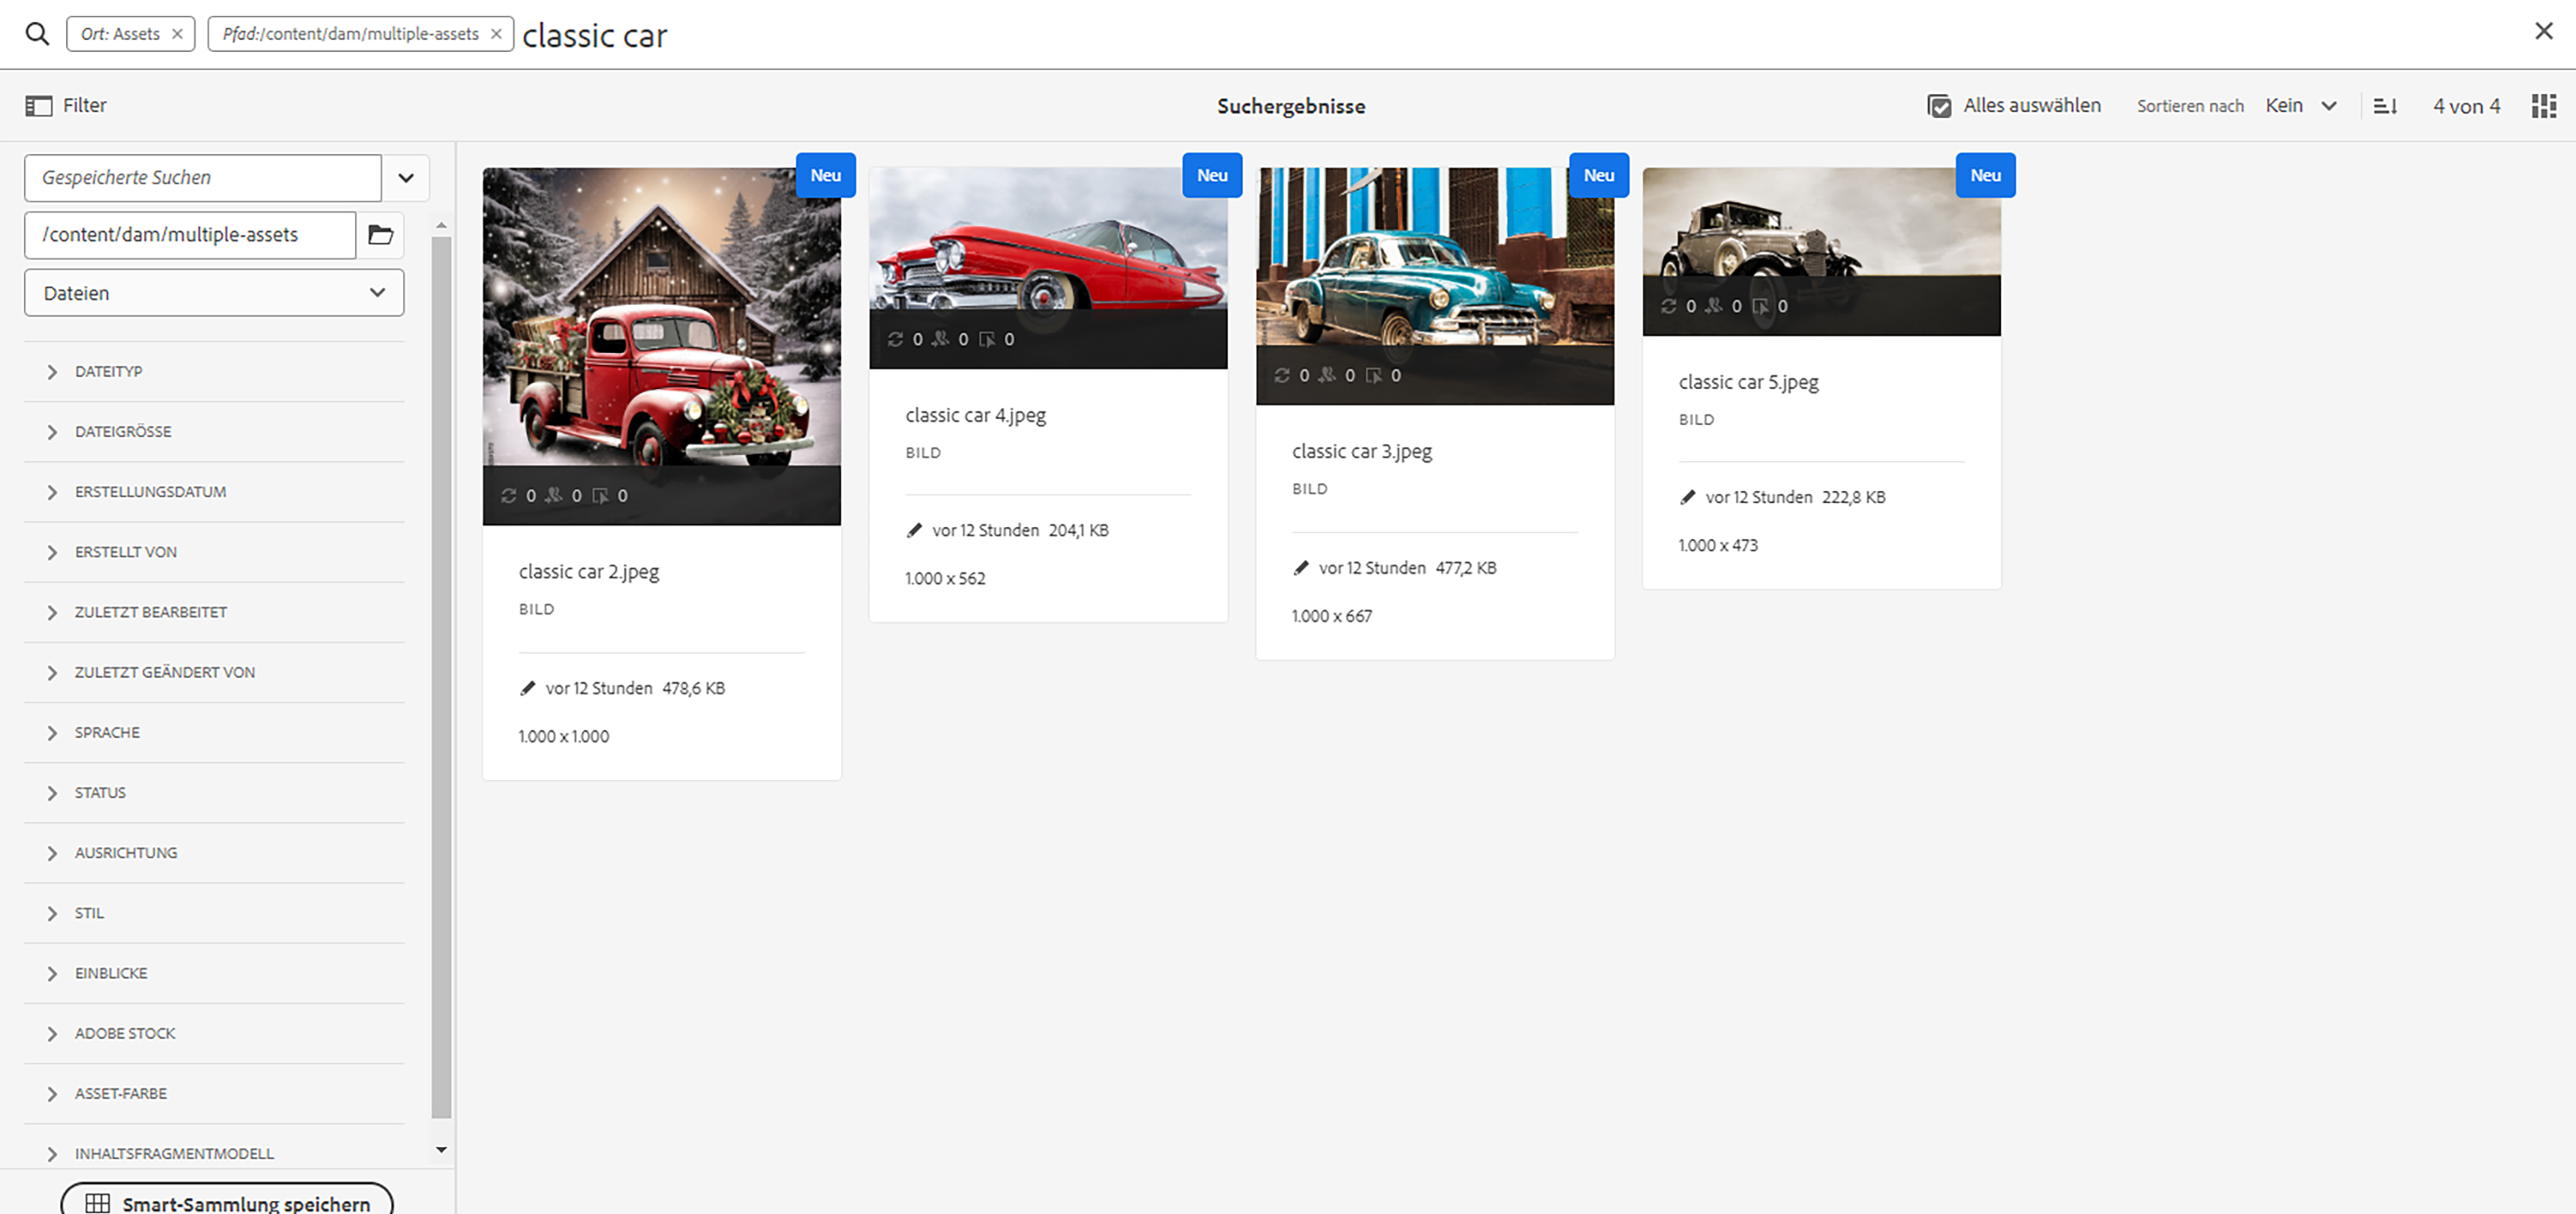 Ort: Assets × Pfad:/content/dam/multiple-assets × classic car
Filter
Suchergebnisse
Alles auswählen
Sortieren nach Kein
4 von 4
Gespeicherte Suchen
/content/dam/multiple-assets
Dateien
DATEITYP
DATEIGRÖSSE
ERSTELLUNGSDATUM
ERSTELLT VON
ZULETZT BEARBEITET
ZULETZT GEÄNDERT VON
SPRACHE
STATUS
AUSRICHTUNG
STIL
EINBLICKE
ADOBE STOCK
ASSET-FARBE
INHALTSFRAGMENTMODELL
Smart-Sammlung speichern
Neu
0 0 0
classic car 2.jpeg
BILD
vor 12 Stunden 478,6 KB
1.000 x 1.000
Neu
0 0 0
classic car 4.jpeg
BILD
vor 12 Stunden 204,1 KB
1.000 x 562
Neu
0 0 0
classic car 3.jpeg
BILD
vor 12 Stunden 477,2 KB
1.000 x 667
Neu
0 0 0
classic car 5.jpeg
BILD
vor 12 Stunden 222,8 KB
1.000 x 473